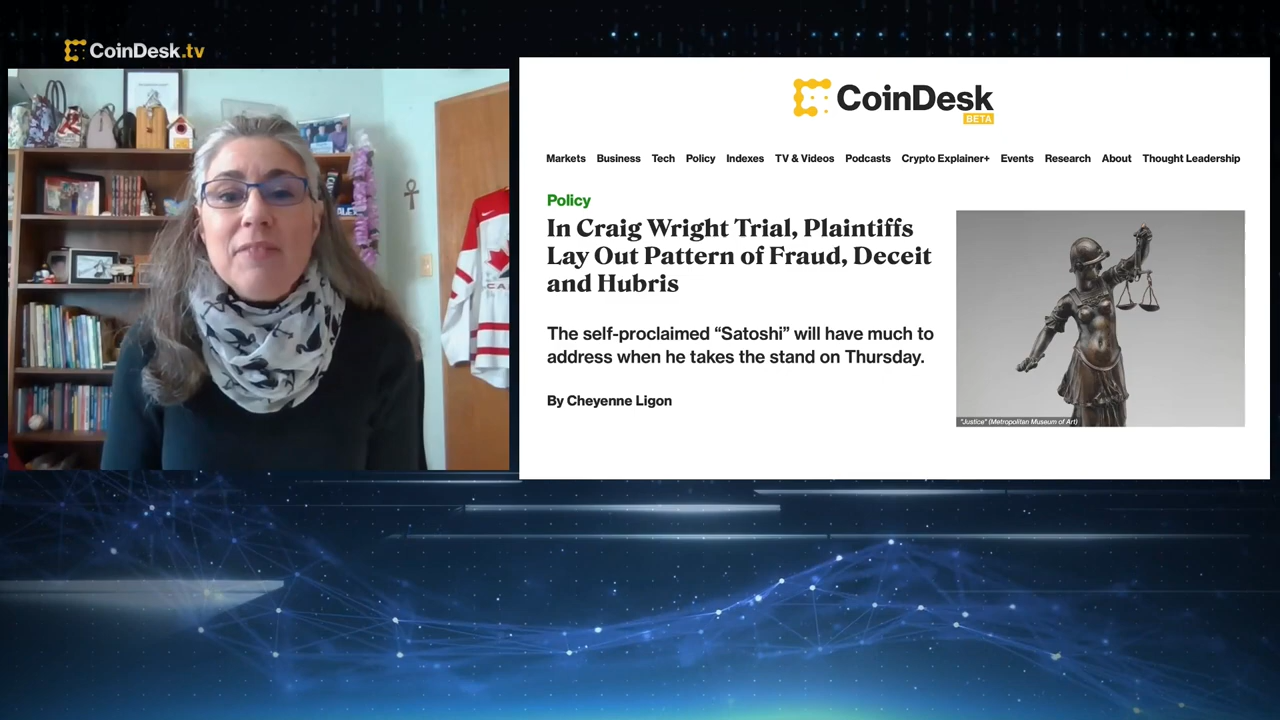 CoinDesk.tv
CoinDesk
BETA
Markets Business Tech Policy Indexes TV & Videos Podcasts Crypto Explainer+ Events Research About Thought Leadership
Policy
In Craig Wright Trial, Plaintiffs
Lay Out Pattern of Fraud, Deceit
and Hubris
The self-proclaimed “Satoshi” will have much to
address when he takes the stand on Thursday.
By Cheyenne Ligon
"Justice" (Metropolitan Museum of Art)